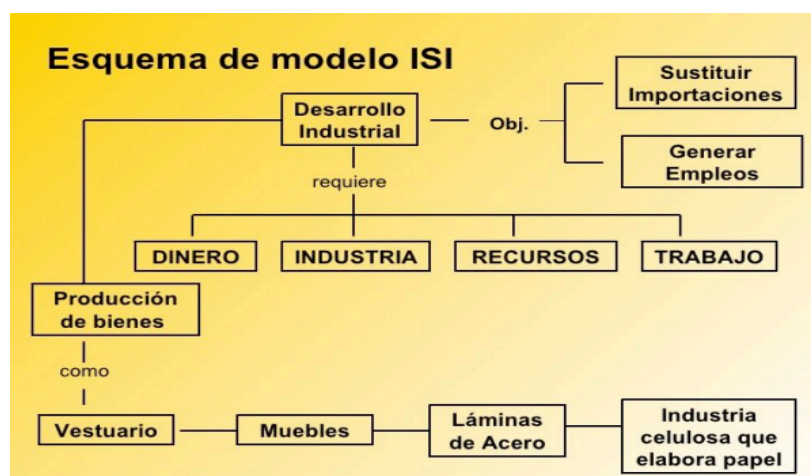 Esquema de modelo ISI
Desarrollo
Industrial
Obj.
Sustituir
Importaciones
Generar
Empleos
requiere
DINERO
INDUSTRIA
RECURSOS
TRABAJO
Producción
de bienes
como
Vestuario
Muebles
Láminas
de Acero
Industria
celulosa que
elabora papel